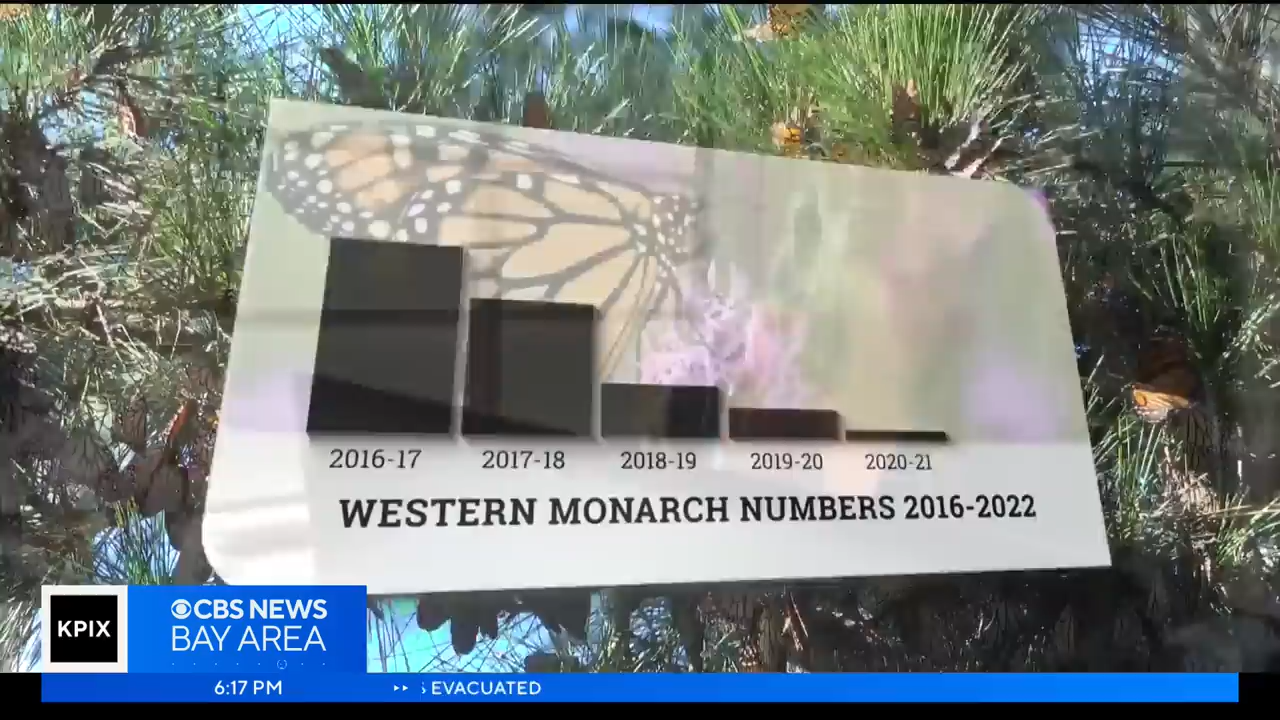 2016-17 2017-18 2018-19 2019-20 2020-21
WESTERN MONARCH NUMBERS 2016-2022
KPIX
CBS NEWS
BAY AREA
6:17 PM
EVACUATED